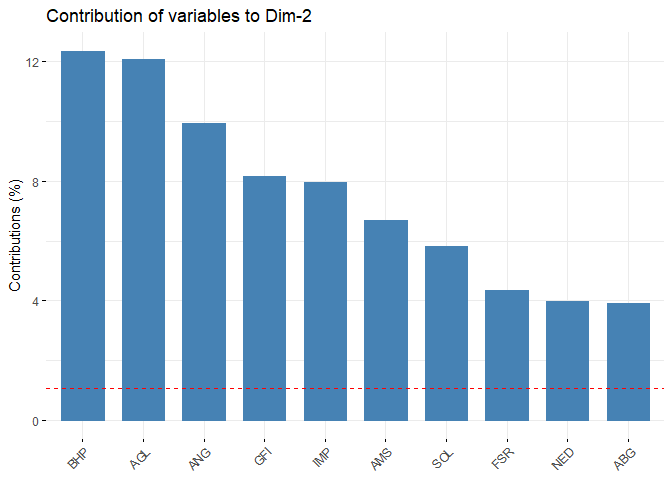 Contribution of variables to Dim-2
Contributions (%)
12
8
4
0
BHP AGL ANG GFI IMP AMS SOL FSR NED ABG